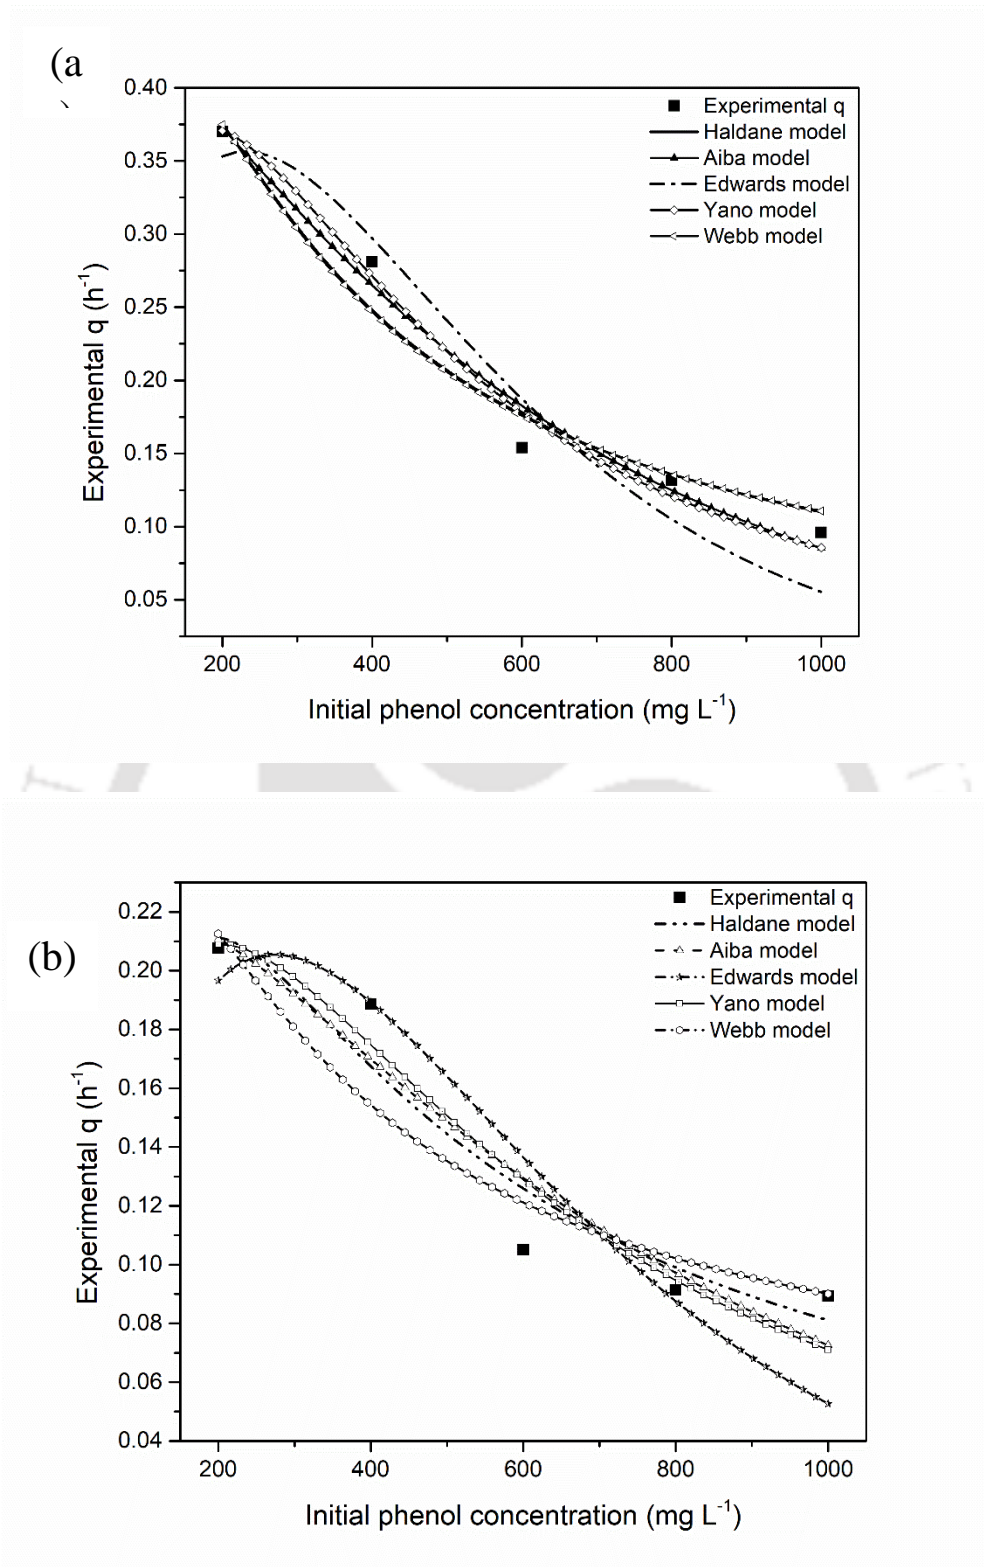 (a
)
0.40
0.35
0.30
0.25
0.20
0.15
0.10
0.05
Experimental q (h-1)
Experimental q
Haldane model
Aiba model
Edwards model
Yano model
Webb model
200 400 600 800 1000
Initial phenol concentration (mg L-1)
(b)
0.22
0.20
0.18
0.16
0.14
0.12
0.10
0.08
0.06
0.04
Experimental q (h-1)
Experimental q
Haldane model
Aiba model
Edwards model
Yano model
Webb model
200 400 600 800 1000
Initial phenol concentration (mg L-1)